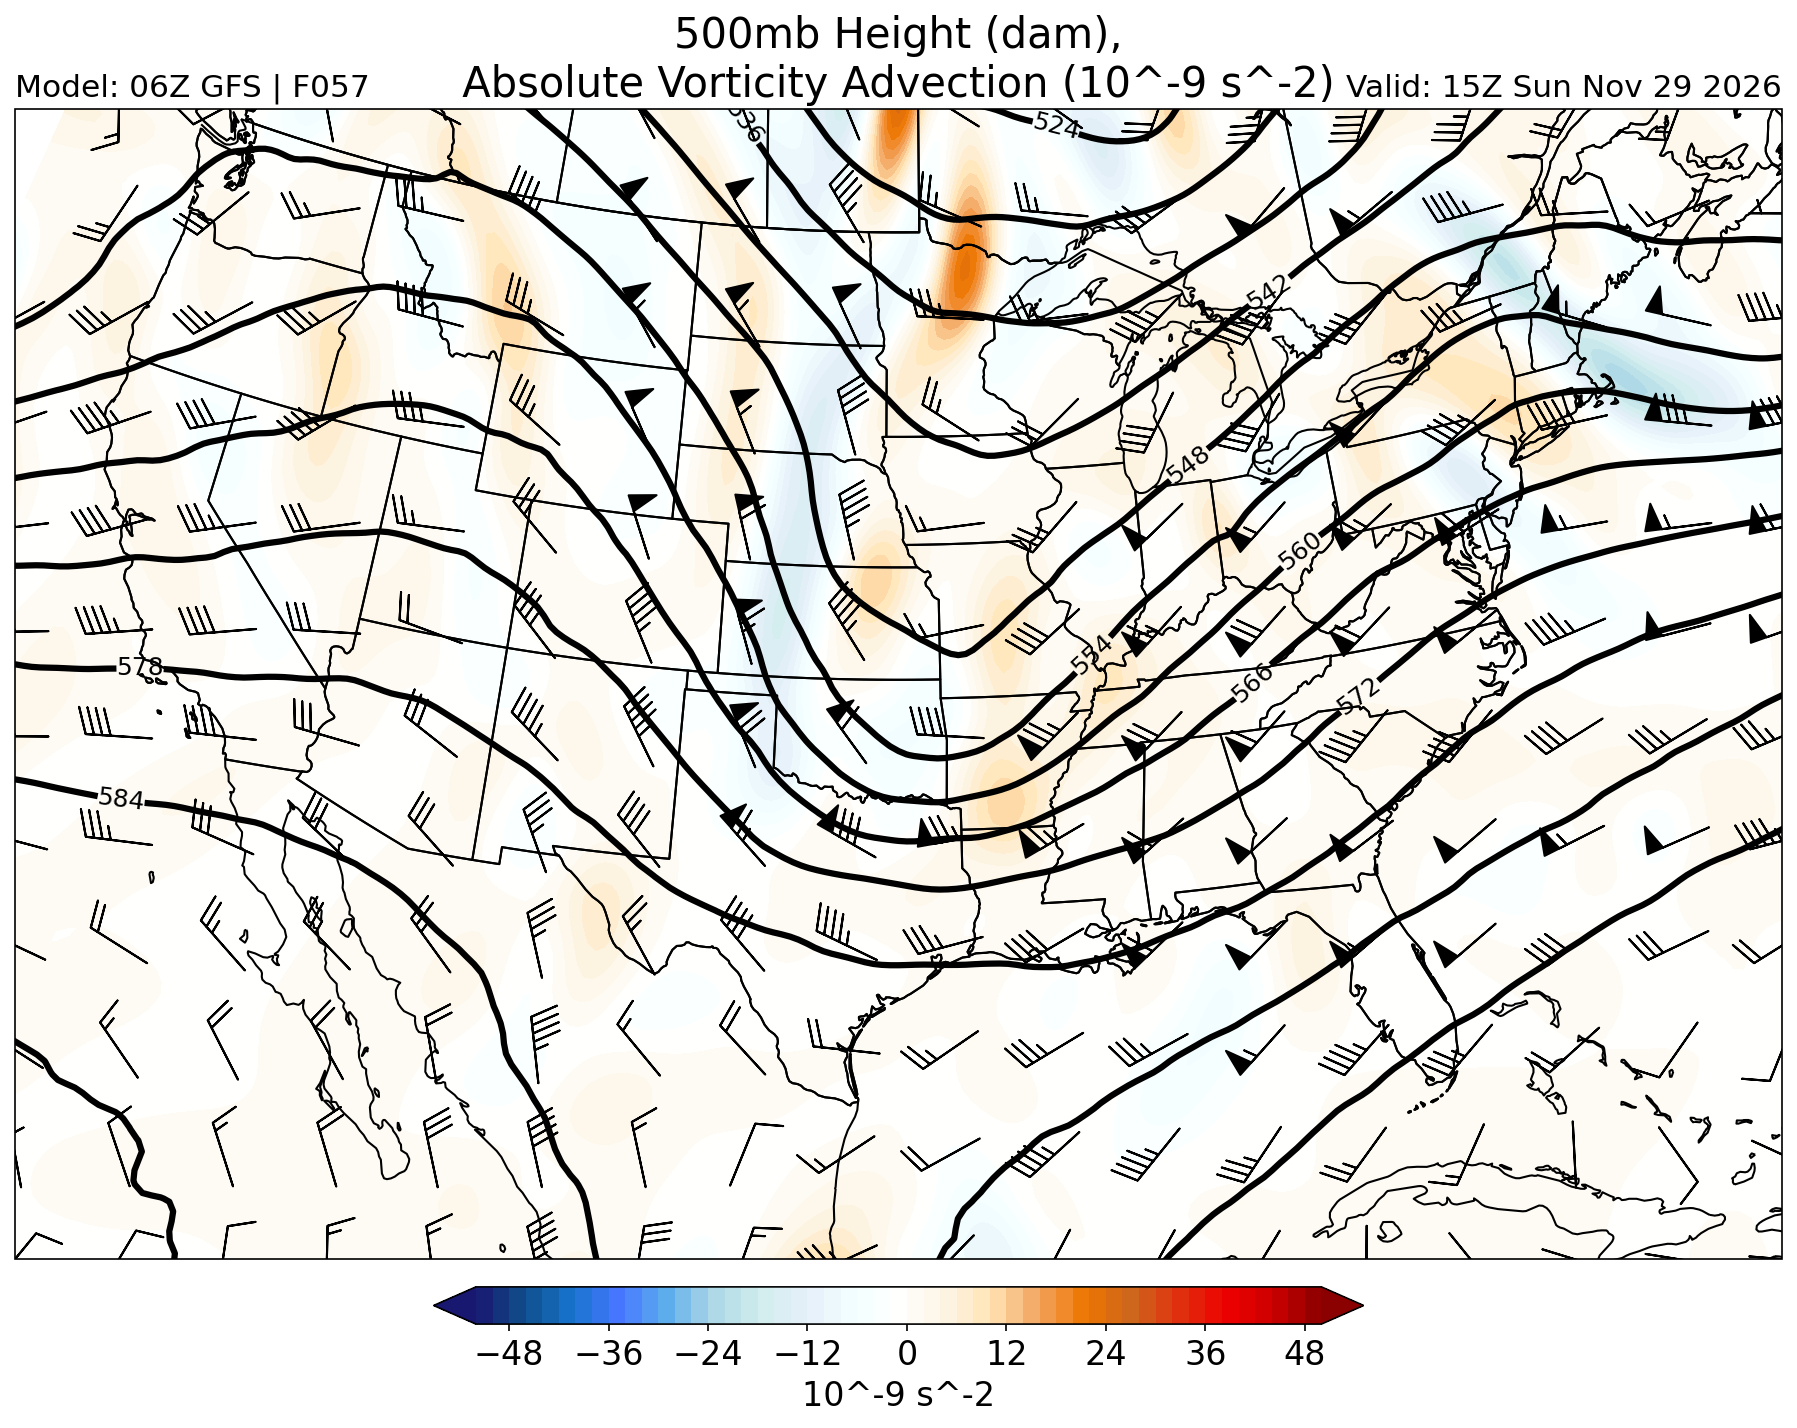 500mb Height (dam),
Model: 06Z GFS | F057
Absolute Vorticity Advection (10^-9 s^-2)
Valid: 15Z Sun Nov 29 2026
536
524
542
548
560
554
566
572
578
584
−48 −36 −24 −12 0 12 24 36 48
10^-9 s^-2